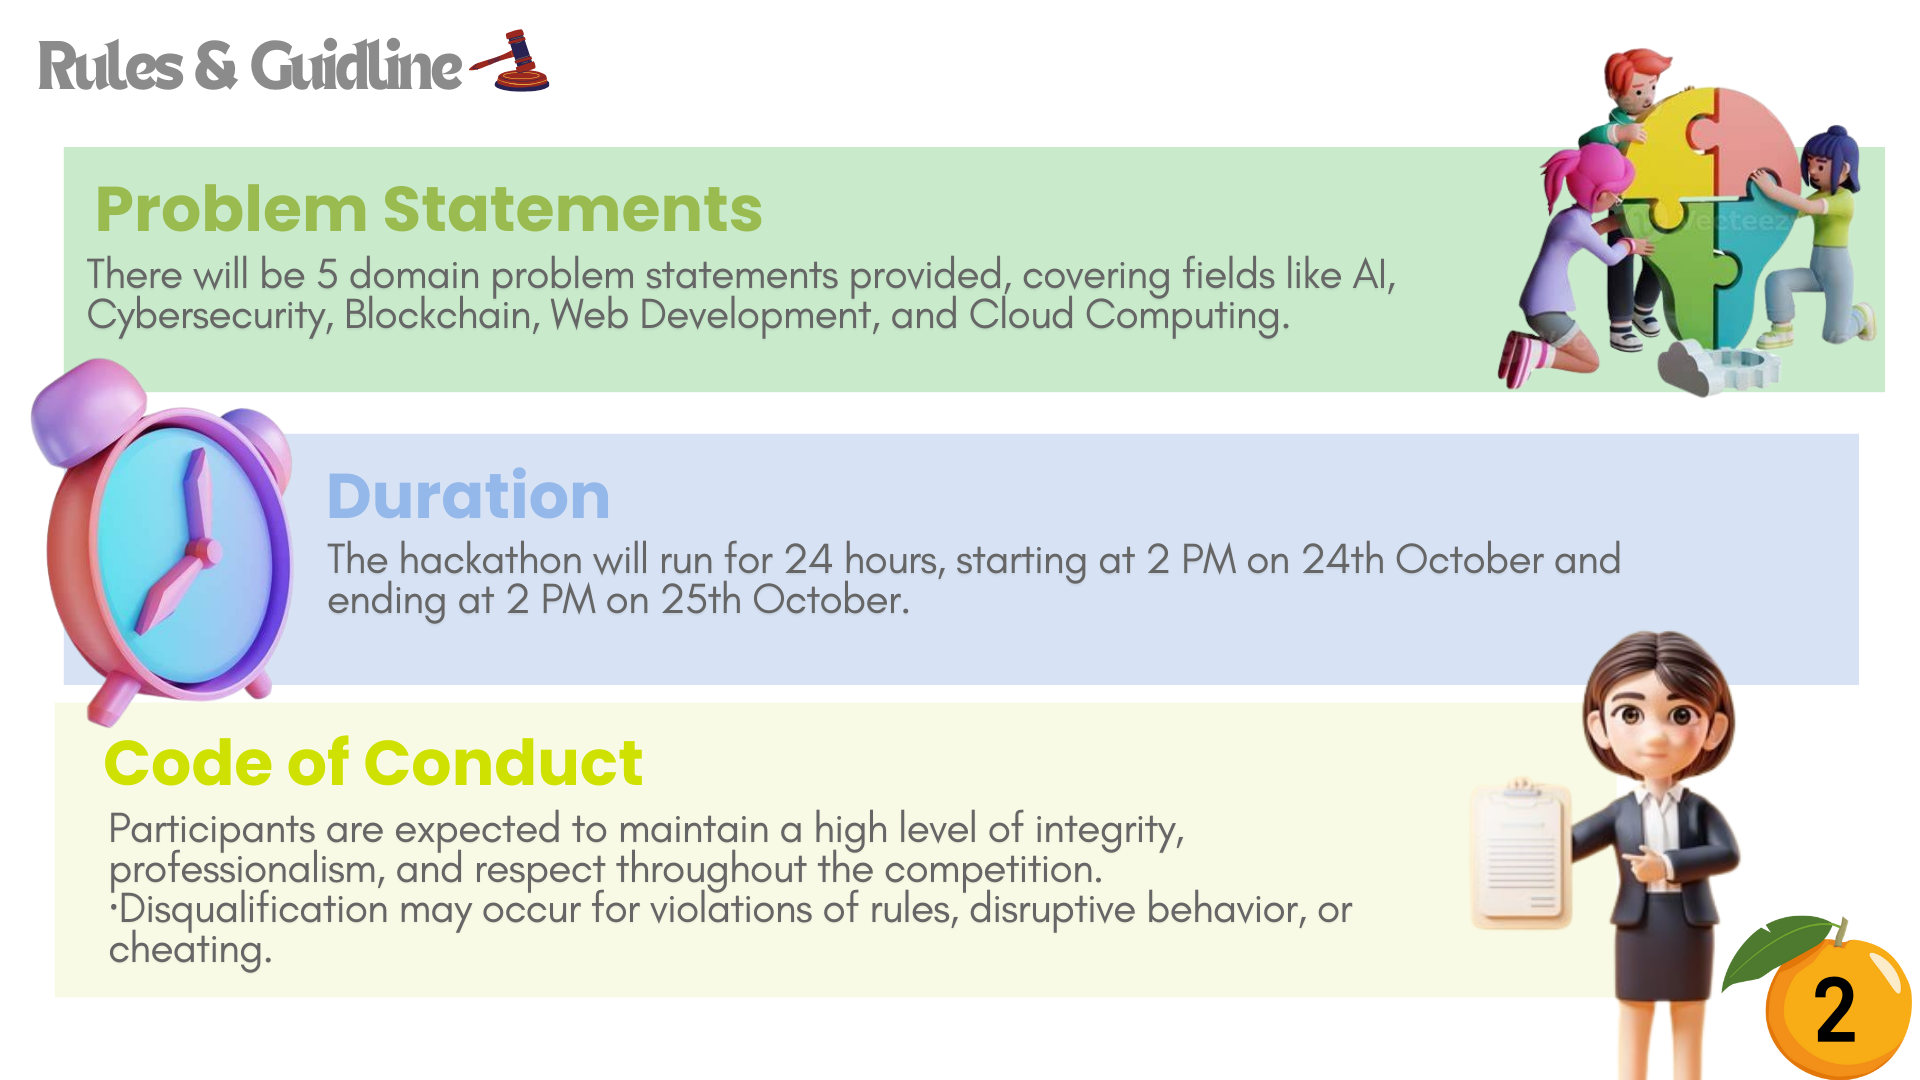 Rules & Guidline
Problem Statements
There will be 5 domain problem statements provided, covering fields like AI,
Cybersecurity, Blockchain, Web Development, and Cloud Computing.
Duration
The hackathon will run for 24 hours, starting at 2 PM on 24th October and
ending at 2 PM on 25th October.
Code of Conduct
Participants are expected to maintain a high level of integrity,
professionalism, and respect throughout the competition.
·Disqualification may occur for violations of rules, disruptive behavior, or
cheating.
2